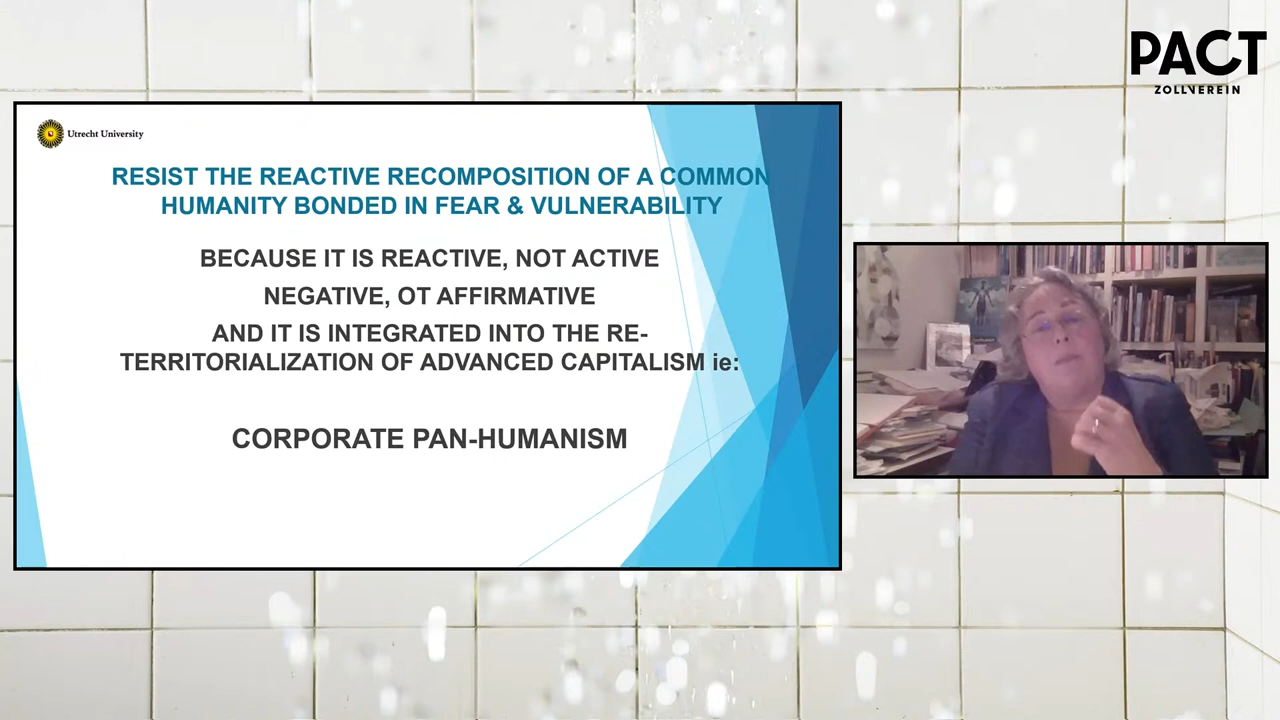 PACT
ZOLLVEREIN
Utrecht University
RESIST THE REACTIVE RECOMPOSITION OF A COMMON
HUMANITY BONDED IN FEAR & VULNERABILITY
BECAUSE IT IS REACTIVE, NOT ACTIVE
NEGATIVE, OT AFFIRMATIVE
AND IT IS INTEGRATED INTO THE RE-
TERRITORIALIZATION OF ADVANCED CAPITALISM ie:
CORPORATE PAN-HUMANISM